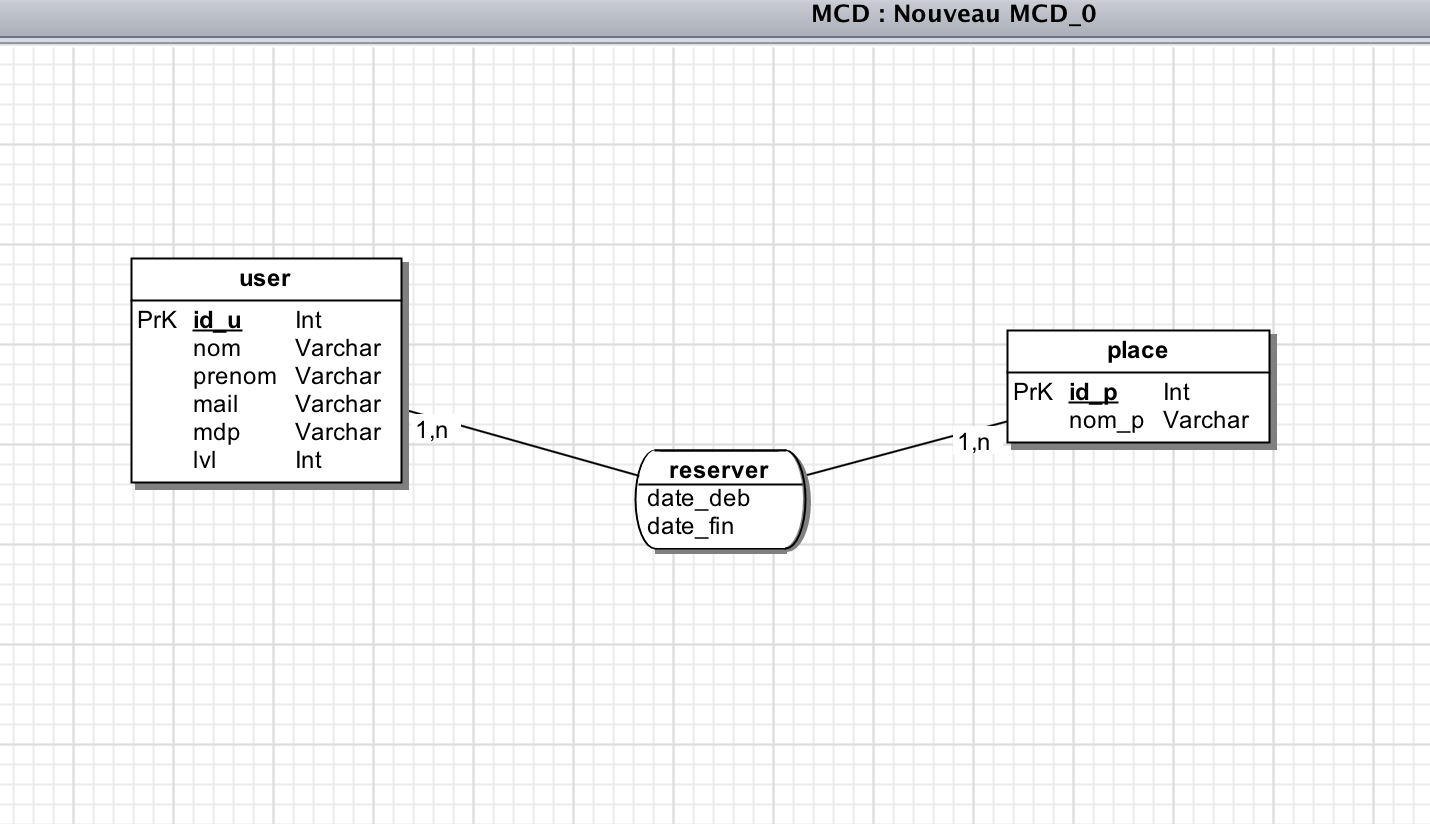 MCD : Nouveau MCD_0
user
PrK id_u Int
nom Varchar
prenom Varchar
mail Varchar
mdp Varchar
lvl Int
1,n
reserver
date_deb
date_fin
1,n
place
PrK id_p Int
nom_p Varchar